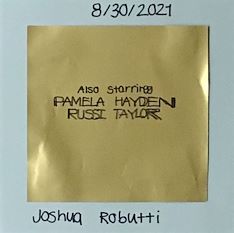 8/30/2021
Also Starring
PAMELA HAYDEN
RUSSI TAYLOR
Joshua Robutti